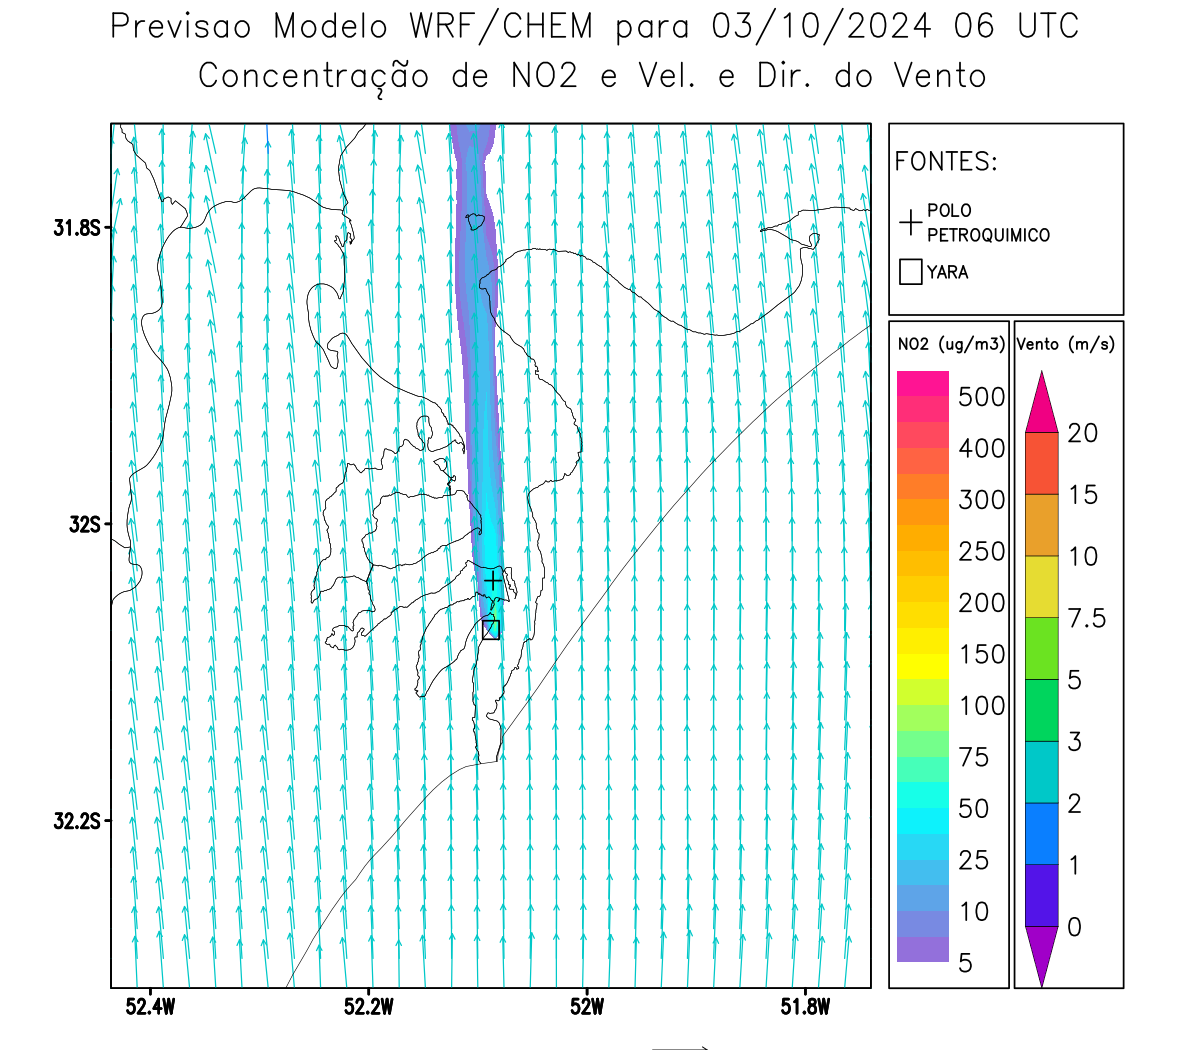 Previsao Modelo WRF/CHEM para 03/10/2024 06 UTC
Concentração de NO2 e Vel. e Dir. do Vento
FONTES:
POLO
PETROQUIMICO
YARA
NO2 (ug/m3)
500
400
300
250
200
150
100
75
50
25
10
5
Vento (m/s)
20
15
10
7.5
5
3
2
1
0
31.8S
32S
32.2S
52.4W
52.2W
52W
51.8W